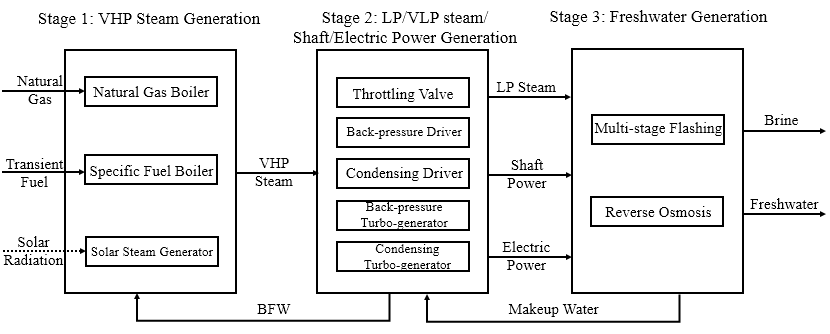 Stage 1: VHP Steam Generation
Stage 2: LP/VLP steam/
Shaft/Electric Power Generation
Stage 3: Freshwater Generation
Natural
Gas
Natural Gas Boiler
Transient
Fuel
Specific Fuel Boiler
Solar
Radiation
Solar Steam Generator
VHP
Steam
Throttling Valve
Back-pressure Driver
Condensing Driver
Back-pressure
Turbo-generator
Condensing
Turbo-generator
LP Steam
Shaft
Power
Electric
Power
Multi-stage Flashing
Reverse Osmosis
Brine
Freshwater
BFW
Makeup Water